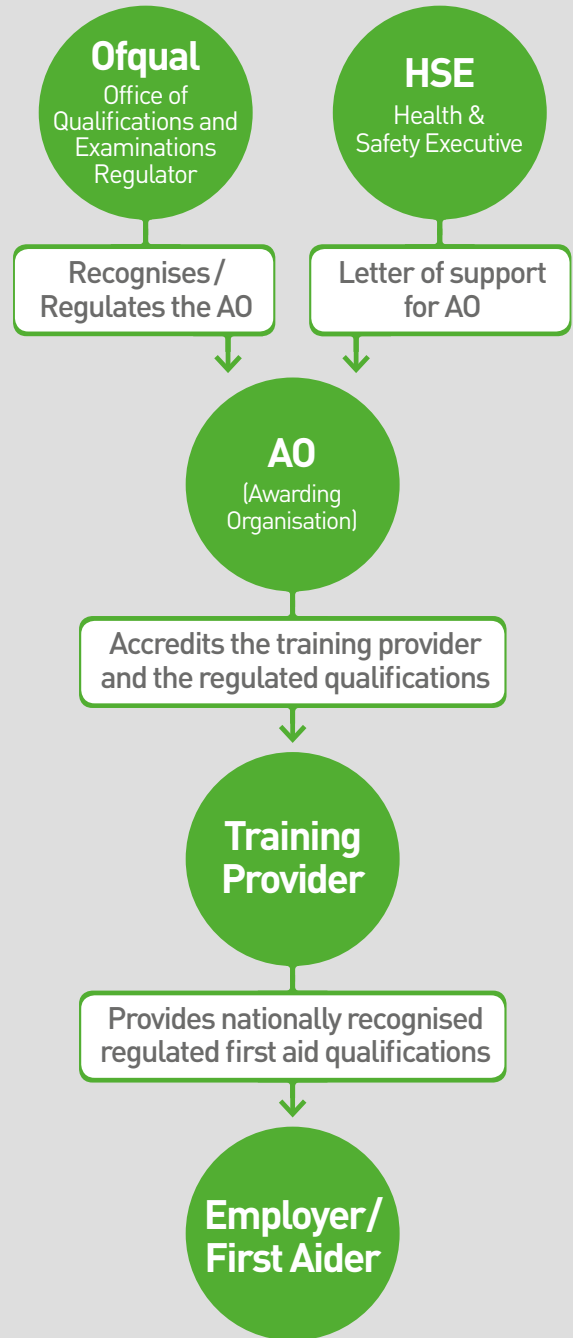 Ofqual
Office of
Qualifications and
Examinations
Regulator
HSE
Health &
Safety Executive
Recognises/
Regulates the AO
Letter of support
for AO
AO
(Awarding
Organisation)
Accredits the training provider
and the regulated qualifications
Training
Provider
Provides nationally recognised
regulated first aid qualifications
Employer/
First Aider